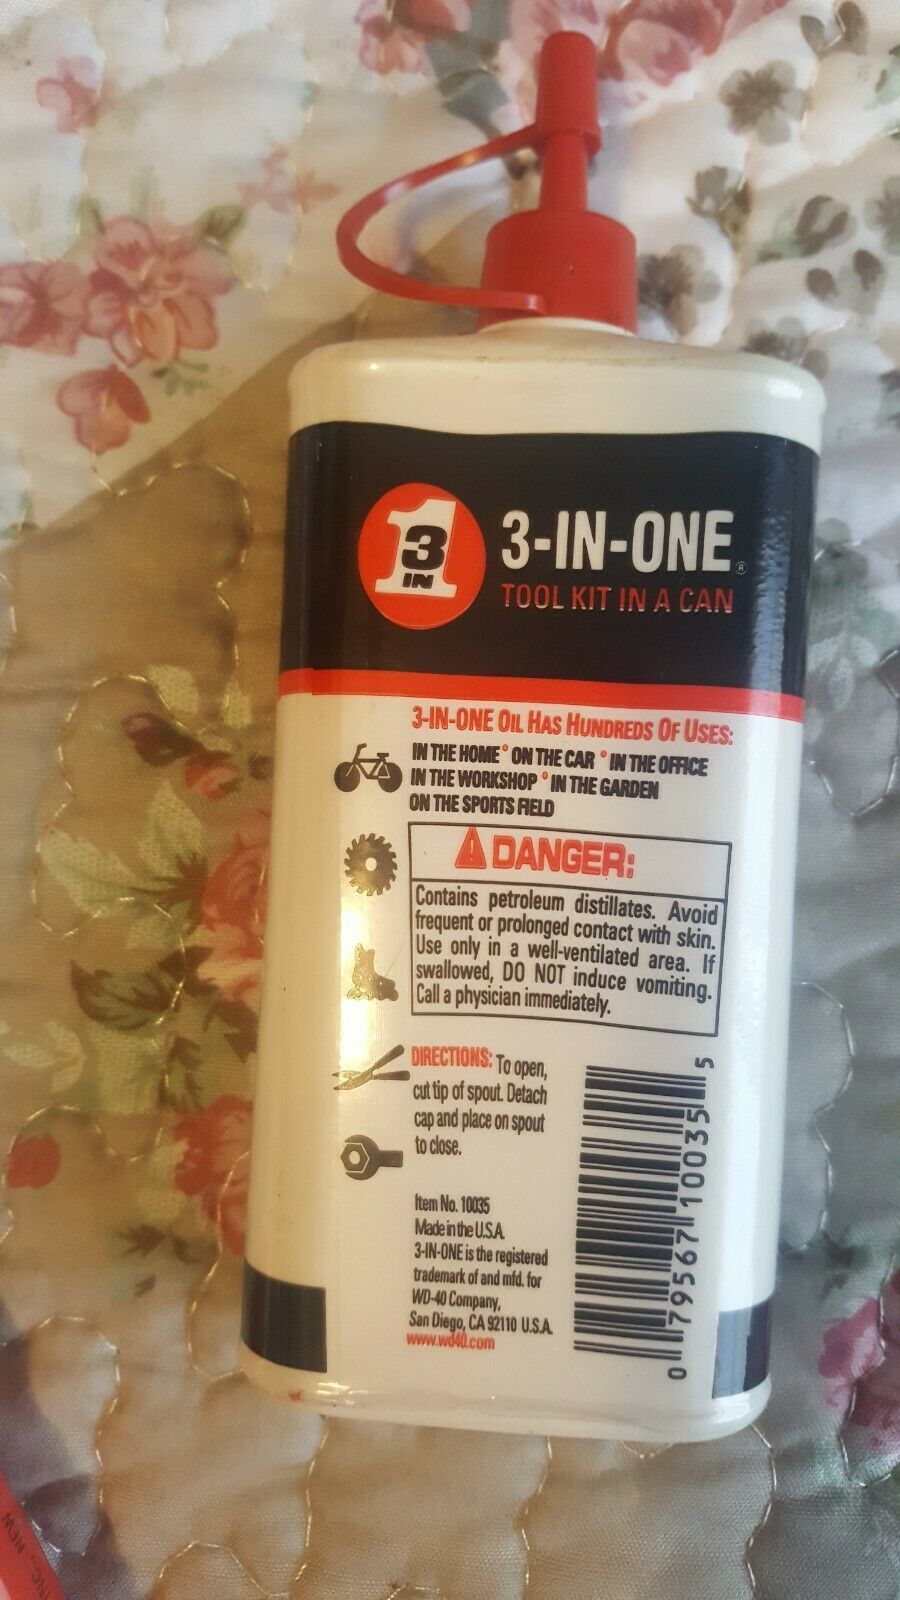 1
3
IN
3-IN-ONE®
TOOL KIT IN A CAN
3-IN-ONE OIL HAS HUNDREDS OF USES:
IN THE HOME ° ON THE CAR ° IN THE OFFICE
IN THE WORKSHOP ° IN THE GARDEN
ON THE SPORTS FIELD
DANGER:
Contains petroleum distillates. Avoid
frequent or prolonged contact with skin.
Use only in a well-ventilated area. If
swallowed, DO NOT induce vomiting.
Call a physician immediately.
DIRECTIONS: To open,
cut tip of spout. Detach
cap and place on spout
to close.
Item No. 10035
Made in the U.S.A.
3-IN-ONE is the registered
trademark of and mfd. for
WD-40 Company,
San Diego, CA 92110 U.S.A.
www.wd40.com
0 79567 10035 5
INC., NEW